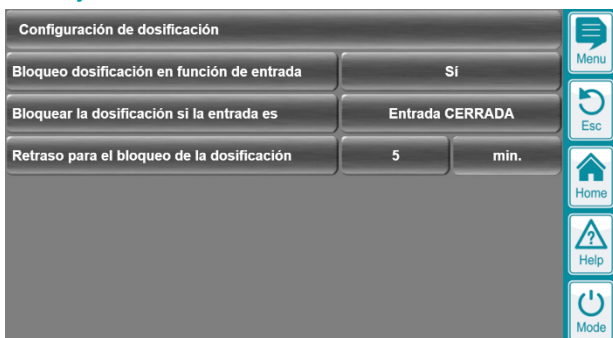 Configuración de dosificación
Menu
Bloqueo dosificación en función de entrada Sí
Bloquear la dosificación si la entrada es Entrada CERRADA
Esc
Retraso para el bloqueo de la dosificación 5 min.
Home
?
Help
Mode